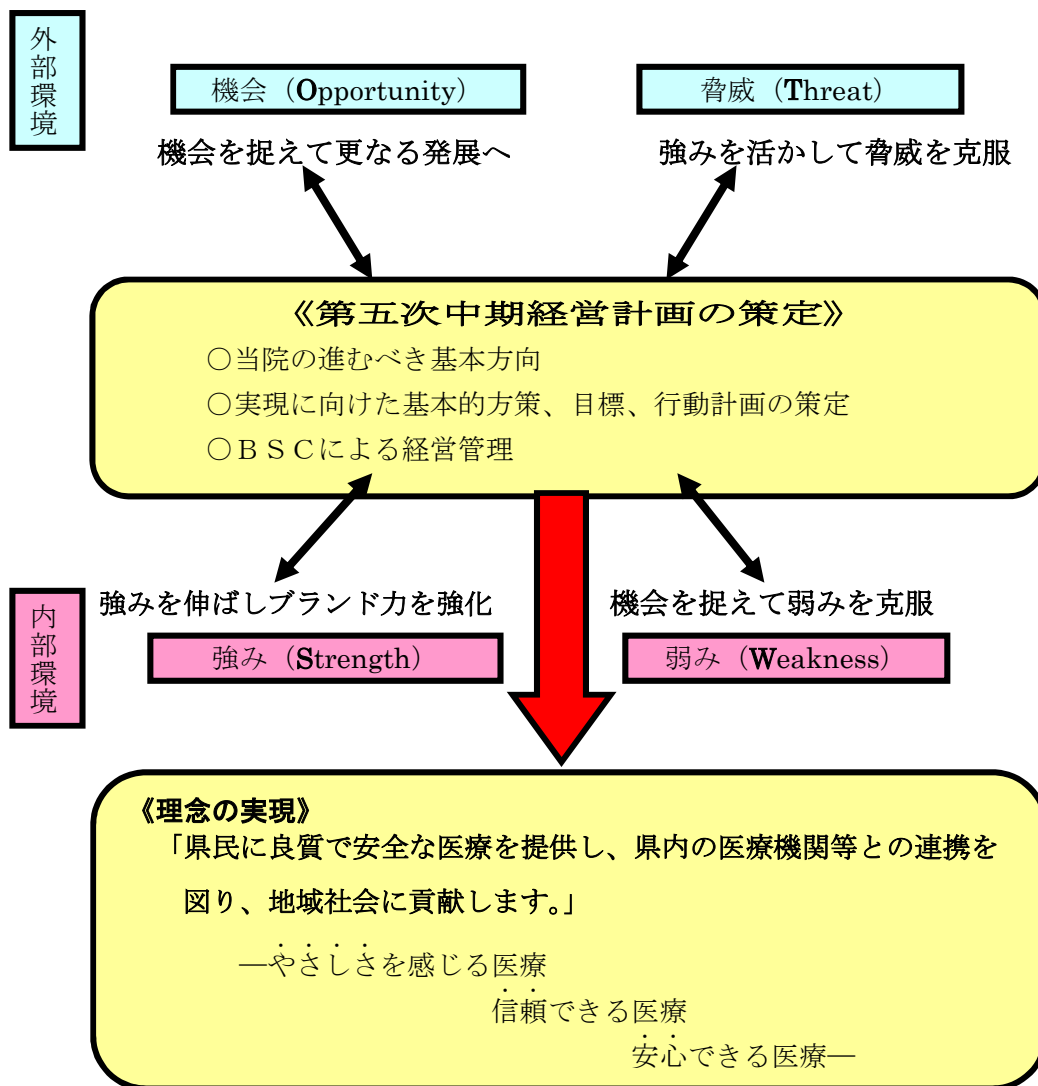 外部環境
機会（Opportunity）
脅威（Threat）
機会を捉えて更なる発展へ
強みを活かして脅威を克服
《第五次中期経営計画の策定》
○当院の進むべき基本方向
○実現に向けた基本的方策、目標、行動計画の策定
○ＢＳＣによる経営管理
内部環境
強みを伸ばしブランド力を強化
機会を捉えて弱みを克服
強み（Strength）
弱み（Weakness）
《理念の実現》
「県民に良質で安全な医療を提供し、県内の医療機関等との連携を
図り、地域社会に貢献します。」
―やさしさを感じる医療
信頼できる医療
安心できる医療―